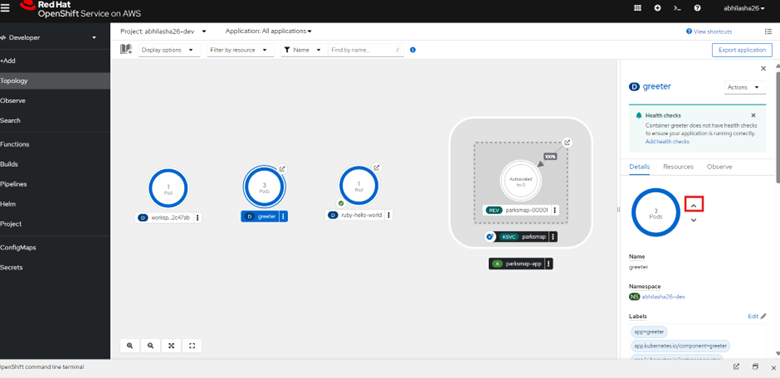 Red Hat
OpenShift Service on AWS
abhilasha26
Developer
+Add
Topology
Observe
Search
Functions
Builds
Pipelines
Helm
Project
ConfigMaps
Secrets
Project: abhilasha26-dev
Application: All applications
View shortcuts
Display options
Filter by resource
Name
Find by name...
/
Export application
1
Pod
D worksp...2c47ab
3
Pods
D greeter
1
Pod
D ruby-hello-world
100%
Autoscaled
to 0
REV parksmap-00001
KSVC parksmap
A parksmap-app
D greeter
Actions
Health checks
Container greeter does not have health checks
to ensure your application is running correctly.
Add health checks
Details
Resources
Observe
3
Pods
Name
greeter
Namespace
NS abhilasha26-dev
Labels
Edit
app=greeter
app.kubernetes.io/component=greeter
OpenShift command line terminal